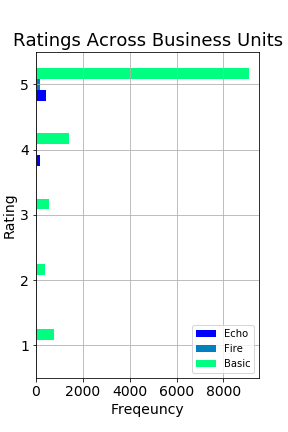 Ratings Across Business Units
5
4
3
2
1
Rating
0 2000 4000 6000 8000
Freqeuncy
Echo
Fire
Basic